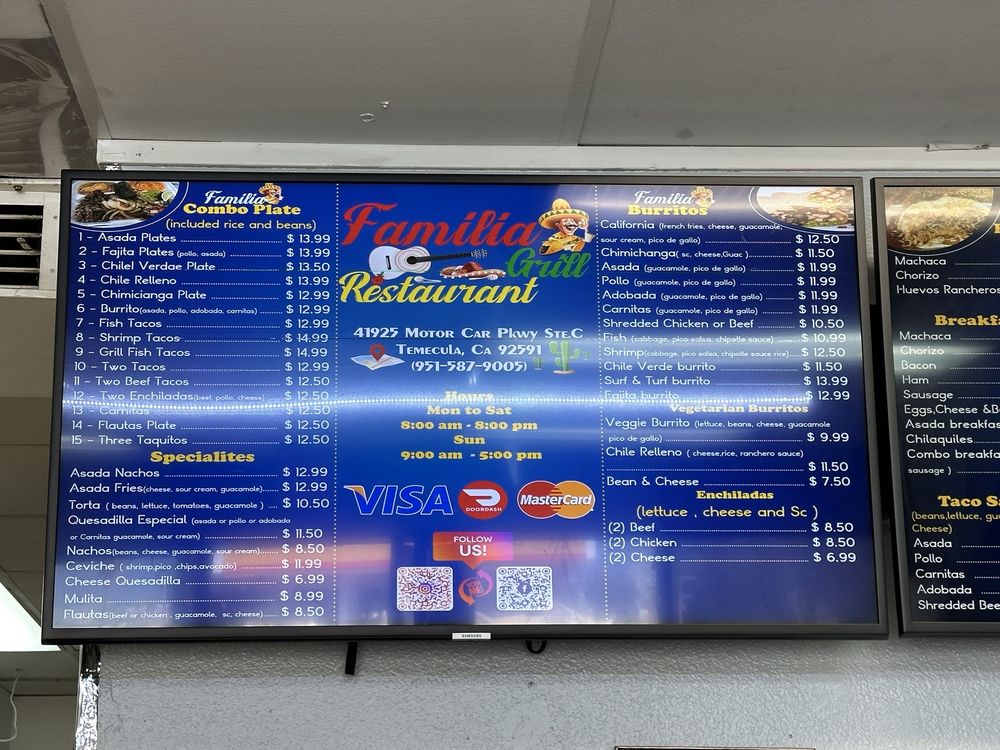 Familia
Combo Plate
(included rice and beans)
1 - Asada Plates $ 13.99
2 - Fajita Plates (pollo, asada) $ 13.99
3 - Chilel Verdae Plate $ 13.50
4 - Chile Relleno $ 13.99
5 - Chimicianga Plate $ 12.99
6 - Burrito(asada, pollo, adobada, carnitas) $ 12.99
7 - Fish Tacos $ 12.99
8 - Shrimp Tacos $ 14.99
9 - Grill Fish Tacos $ 14.99
10 - Two Tacos $ 12.99
11 - Two Beef Tacos $ 12.50
12 - Two Enchiladas(beef, pollo, cheese) $ 12.50
13 - Carnitas $ 12.50
14 - Flautas Plate $ 12.50
15 - Three Taquitos $ 12.50
Specialites
Asada Nachos $ 12.99
Asada Fries(cheese, sour cream, guacamole) $ 12.99
Torta ( beans, lettuce, tomatoes, guacamole ) $ 10.50
Quesadilla Especial (asada or pollo or adobada
or Carnitas guacamole, sour cream) $ 11.50
Nachos(beans, cheese, guacamole, sour cream) $ 8.50
Ceviche ( shrimp,pico ,chips,avocado) $ 11.99
Cheese Quesadilla $ 6.99
Mulita $ 8.99
Flautas(beef or chicken , guacamole, sc, cheese) $ 8.50
Familia
Grill
Restaurant
41925 Motor Car Pkwy Ste.C
Temecula, Ca 92591
(951-587-9005)
Hours
Mon to Sat
8:00 am - 8:00 pm
Sun
9:00 am - 5:00 pm
VISA
DOORDASH
MasterCard
FOLLOW
US!
SCAN ME
SAMSUNG
Familia
Burritos
California (french fries, cheese, guacamole,
sour cream, pico de gallo) $ 12.50
Chimichanga( sc, cheese,Guac ) $ 11.50
Asada (guacamole, pico de gallo) $ 11.99
Pollo (guacamole, pico de gallo) $ 11.99
Adobada (guacamole, pico de gallo) $ 11.99
Carnitas (guacamole, pico de gallo) $ 11.99
Shredded Chicken or Beef $ 10.50
Fish (cabbage, pico salsa, chipotle sauce) $ 10.99
Shrimp(cabbage, pico salsa, chipotle sauce rice) $ 12.50
Chile Verde burrito $ 11.50
Surf & Turf burrito $ 13.99
Fajita burrito $ 12.99
Vegetarian Burritos
Veggie Burrito (lettuce, beans, cheese, guacamole
pico de gallo) $ 9.99
Chile Relleno ( cheese,rice, ranchero sauce)
$ 11.50
Bean & Cheese $ 7.50
Enchiladas
(lettuce , cheese and Sc )
(2) Beef $ 8.50
(2) Chicken $ 8.50
(2) Cheese $ 6.99
Machaca
Chorizo
Huevos Rancheros
Breakfa
Machaca
Chorizo
Bacon
Ham
Sausage
Eggs,Cheese &B
Asada breakfas
Chilaquiles
Combo breakfa
sausage )
Taco Sa
(beans,lettuce, gua
Cheese)
Asada
Pollo
Carnitas
Adobada
Shredded Bee